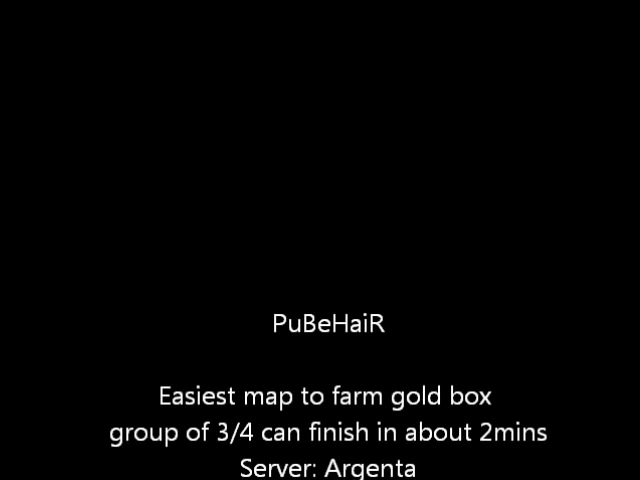 PuBeHaiR
Easiest map to farm gold box
group of 3/4 can finish in about 2mins
Server: Argenta